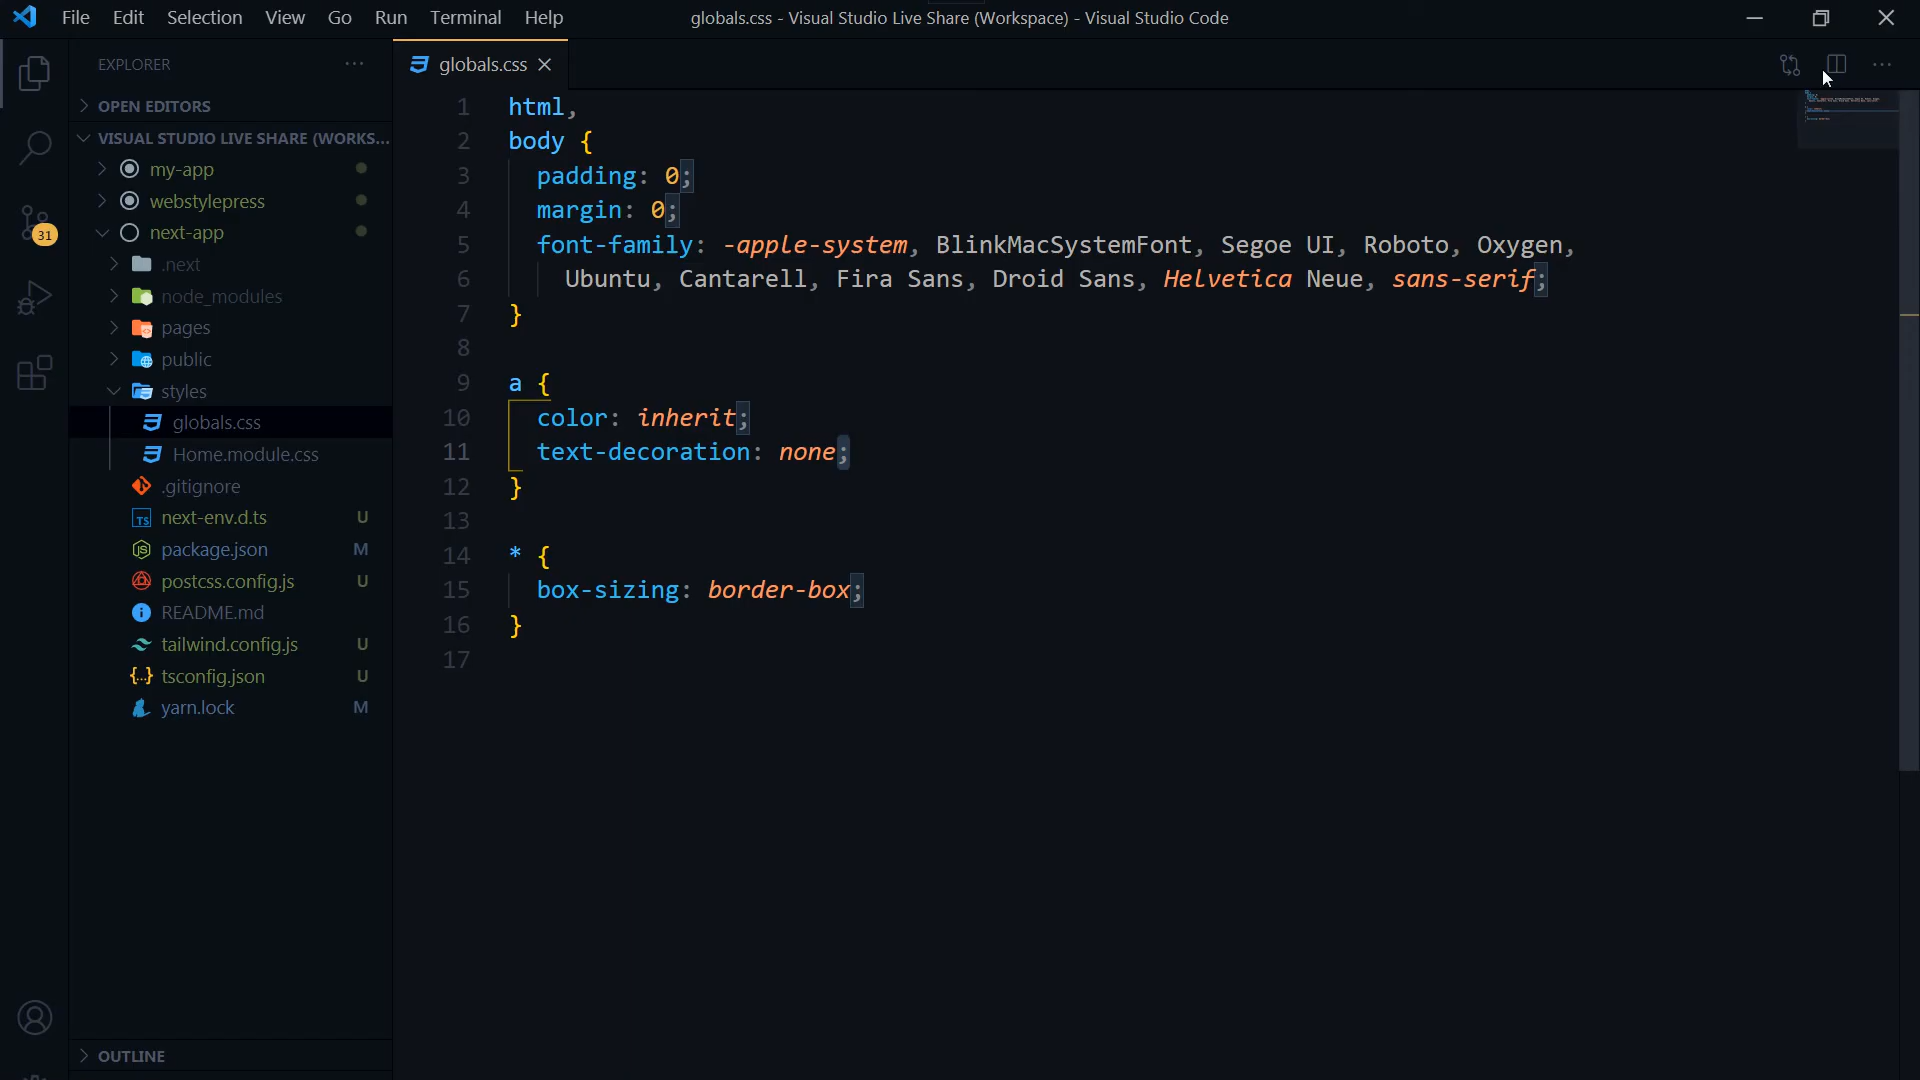 File Edit Selection View Go Run Terminal Help
globals.css - Visual Studio Live Share (Workspace) - Visual Studio Code
EXPLORER
OPEN EDITORS
VISUAL STUDIO LIVE SHARE (WORKS...
my-app
webstylepress
next-app
.next
node_modules
pages
public
styles
globals.css
Home.module.css
.gitignore
next-env.d.ts U
package.json M
postcss.config.js U
README.md
tailwind.config.js U
tsconfig.json U
yarn.lock M
OUTLINE
31
globals.css
1 html,
2 body {
3 padding: 0;
4 margin: 0;
5 font-family: -apple-system, BlinkMacSystemFont, Segoe UI, Roboto, Oxygen,
6 Ubuntu, Cantarell, Fira Sans, Droid Sans, Helvetica Neue, sans-serif;
7 }
8
9 a {
10 color: inherit;
11 text-decoration: none;
12 }
13
14 * {
15 box-sizing: border-box;
16 }
17